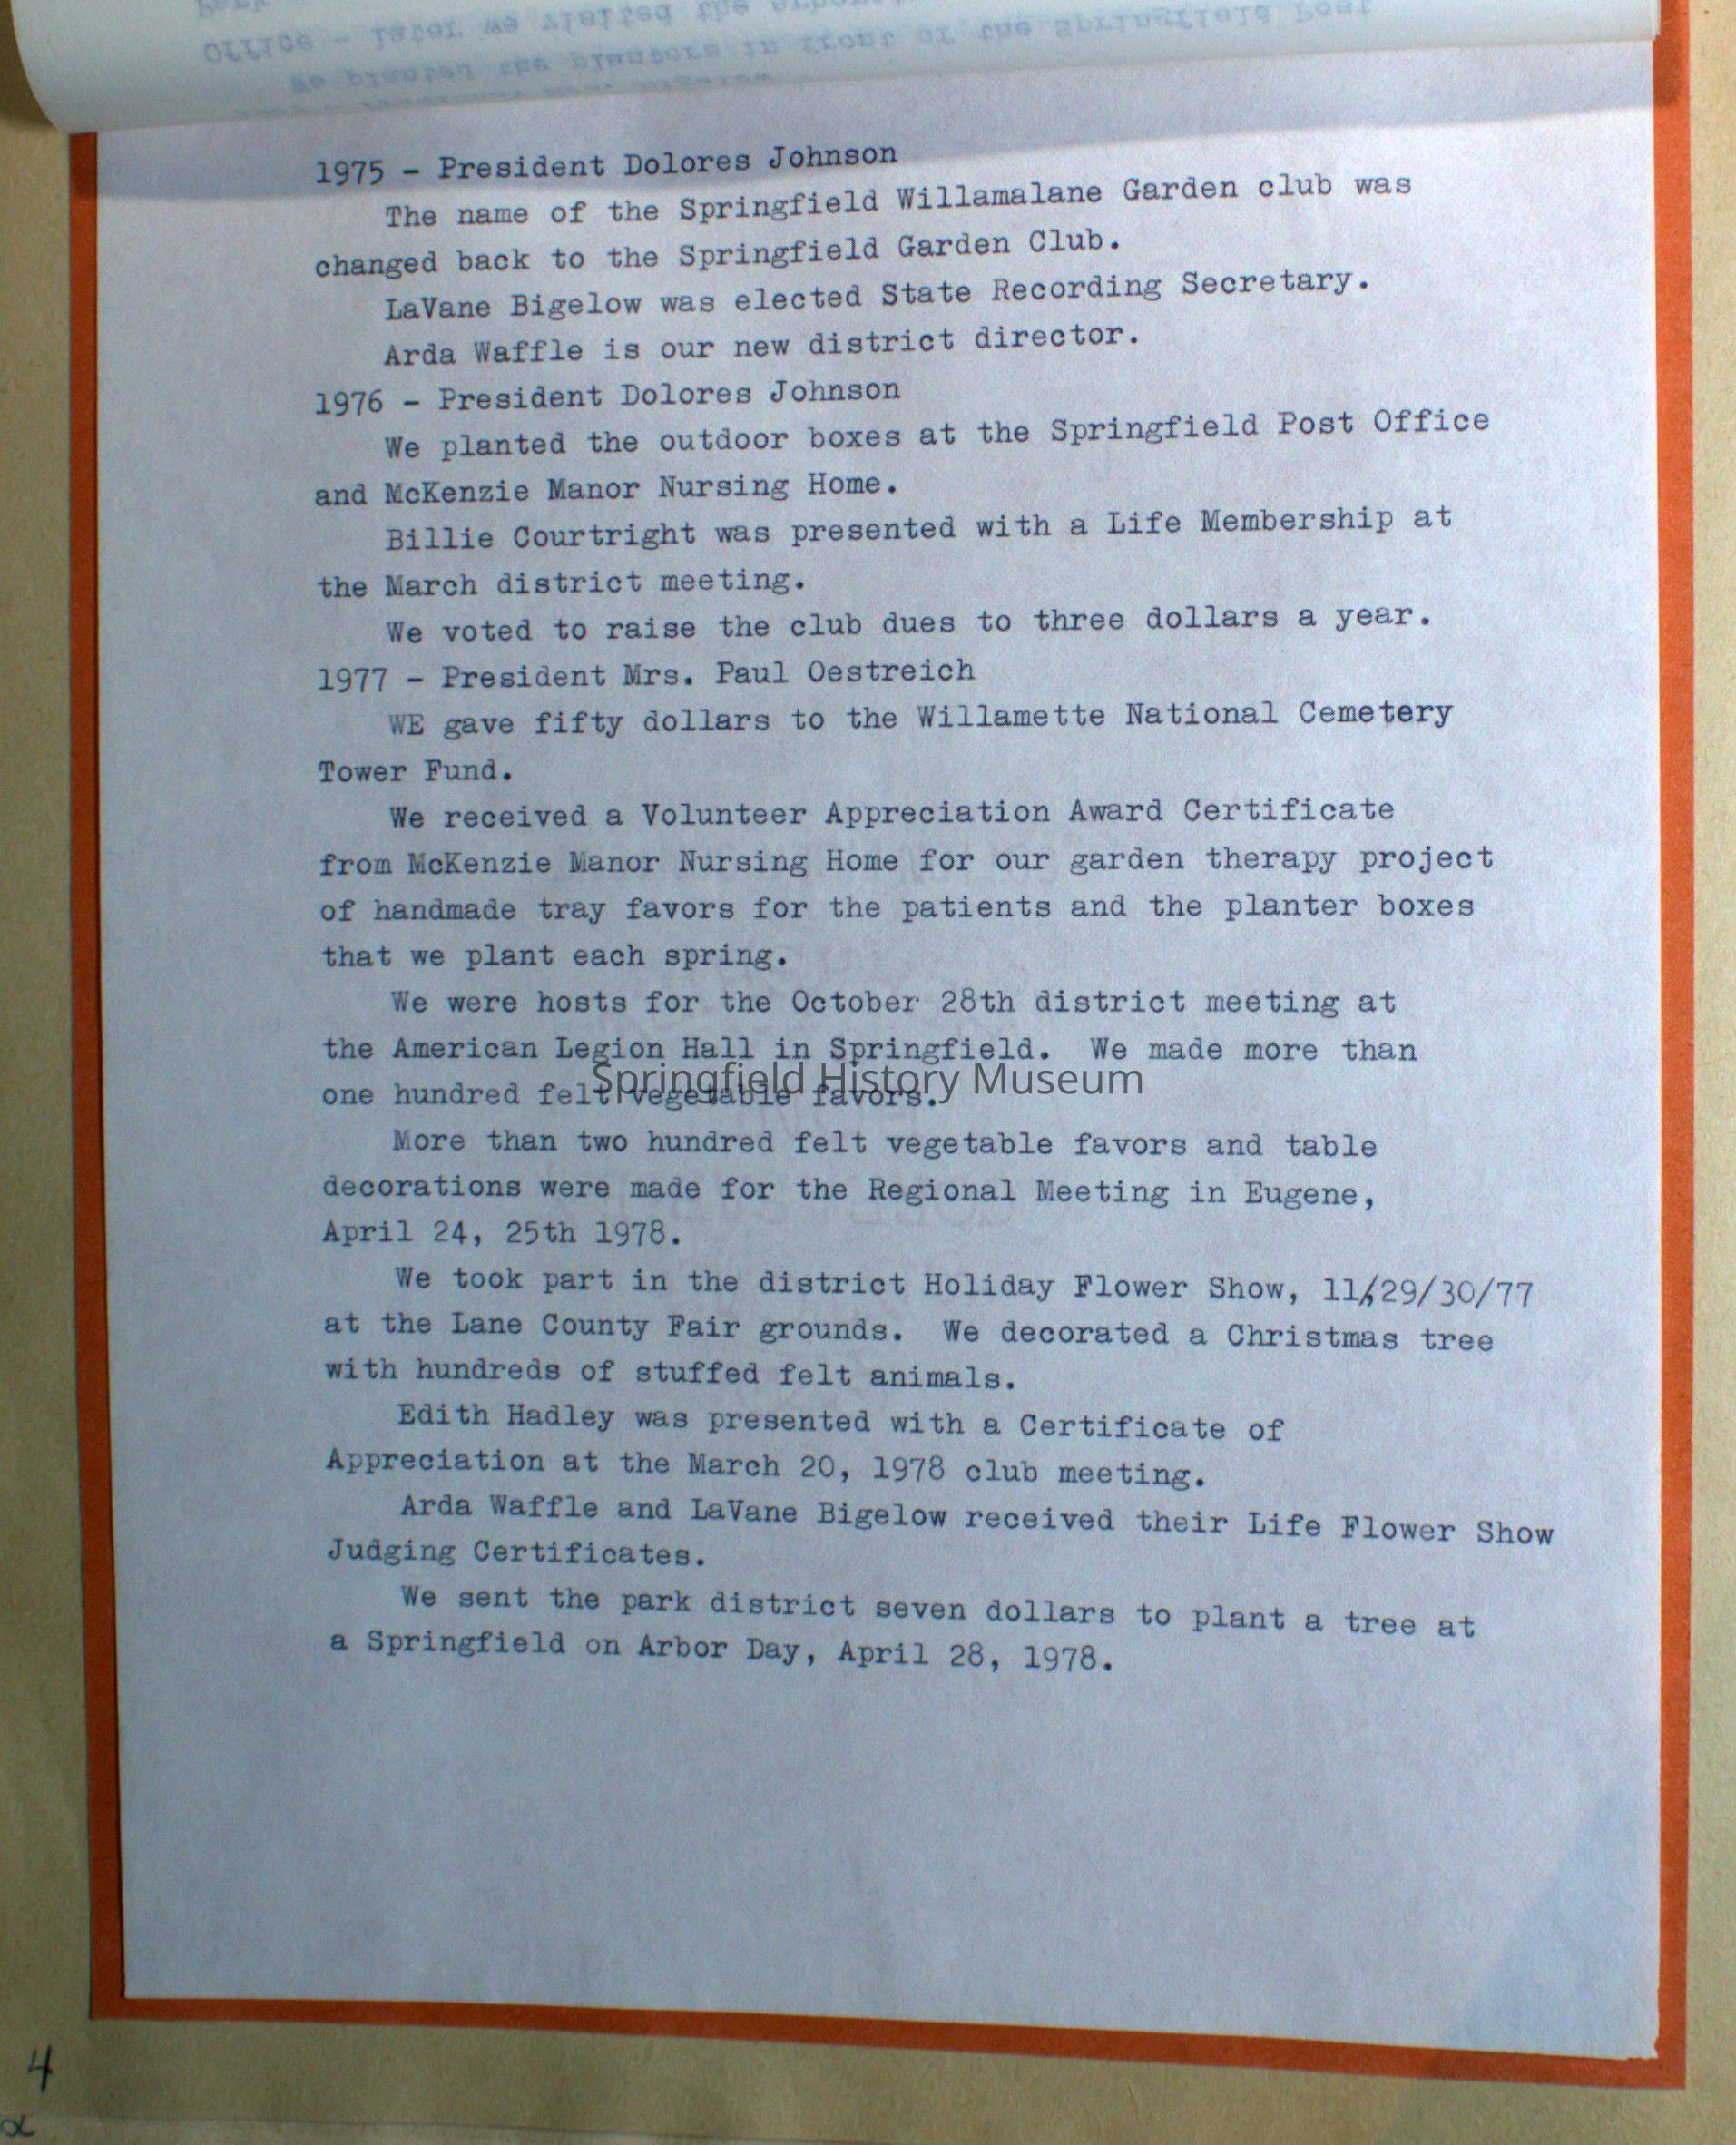 1975 - President Dolores Johnson
The name of the Springfield Willamalane Garden club was
changed back to the Springfield Garden Club.
LaVane Bigelow was elected State Recording Secretary.
Arda Waffle is our new district director.
1976 - President Dolores Johnson
We planted the outdoor boxes at the Springfield Post Office
and McKenzie Manor Nursing Home.
Billie Courtright was presented with a Life Membership at
the March district meeting.
We voted to raise the club dues to three dollars a year.
1977 - President Mrs. Paul Oestreich
WE gave fifty dollars to the Willamette National Cemetery
Tower Fund.
We received a Volunteer Appreciation Award Certificate
from McKenzie Manor Nursing Home for our garden therapy project
of handmade tray favors for the patients and the planter boxes
that we plant each spring.
We were hosts for the October 28th district meeting at
the American Legion Hall in Springfield. We made more than
one hundred felt vegetable favors.
Springfield History Museum
More than two hundred felt vegetable favors and table
decorations were made for the Regional Meeting in Eugene,
April 24, 25th 1978.
We took part in the district Holiday Flower Show, 11/29/30/77
at the Lane County Fair grounds. We decorated a Christmas tree
with hundreds of stuffed felt animals.
Edith Hadley was presented with a Certificate of
Appreciation at the March 20, 1978 club meeting.
Arda Waffle and LaVane Bigelow received their Life Flower Show
Judging Certificates.
We sent the park district seven dollars to plant a tree at
a Springfield on Arbor Day, April 28, 1978.
4